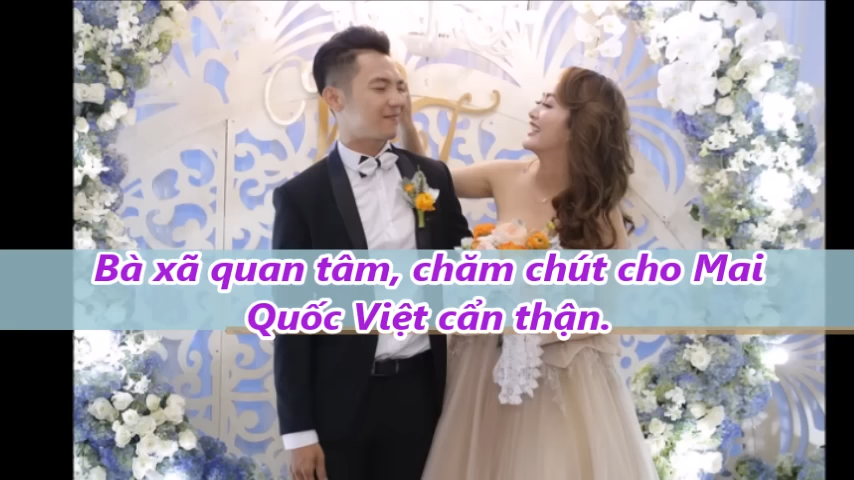 Bà xã quan tâm, chăm chút cho Mai
Quốc Việt cẩn thận.